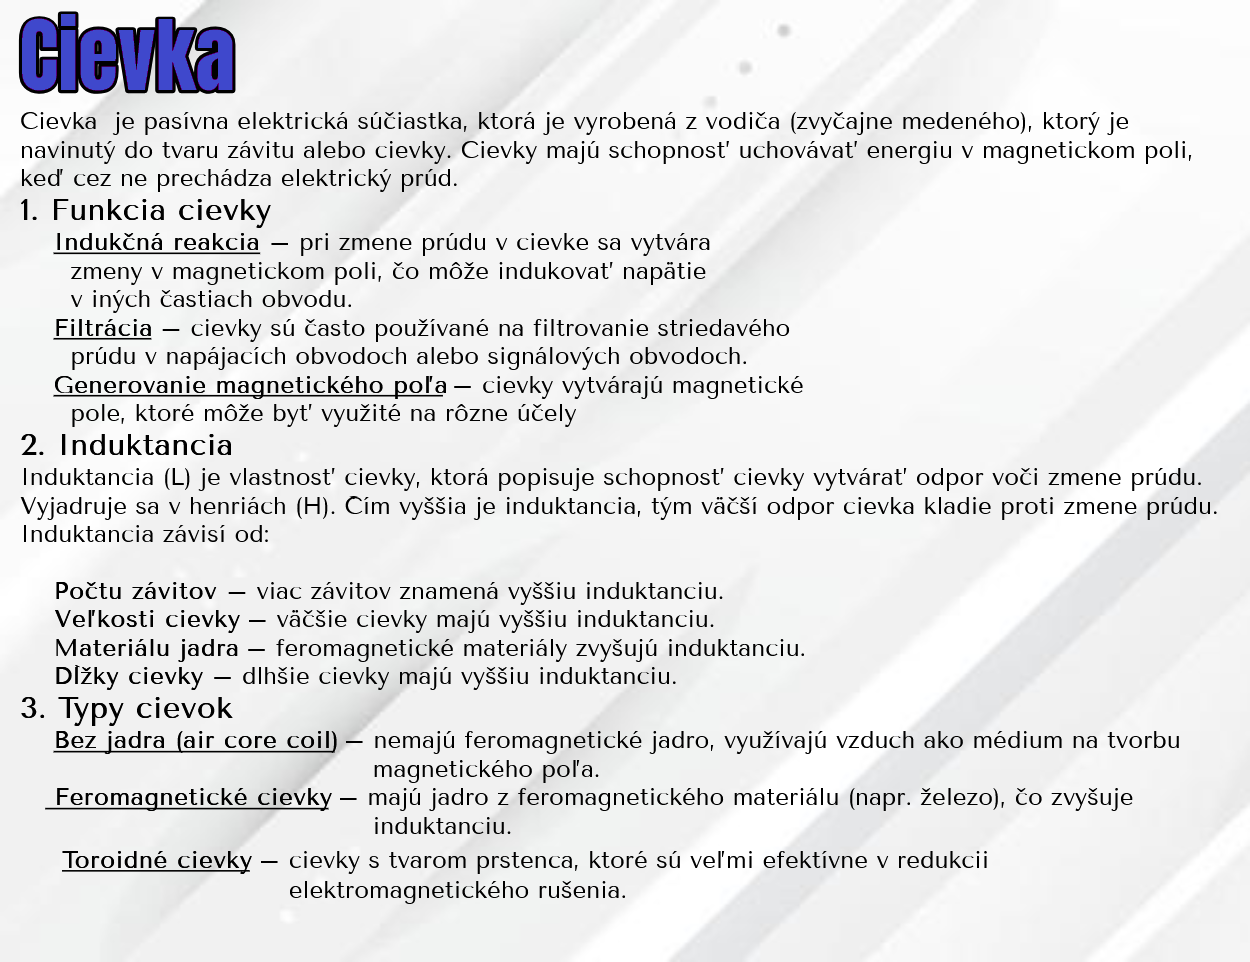 Cievka
Cievka je pasívna elektrická súčiastka, ktorá je vyrobená z vodiča (zvyčajne medeného), ktorý je
navinutý do tvaru závitu alebo cievky. Cievky majú schopnosť uchovávať energiu v magnetickom poli,
keď cez ne prechádza elektrický prúd.
1. Funkcia cievky
Indukčná reakcia – pri zmene prúdu v cievke sa vytvára
zmeny v magnetickom poli, čo môže indukovať napätie
v iných častiach obvodu.
Filtrácia – cievky sú často používané na filtrovanie striedavého
prúdu v napájacích obvodoch alebo signálových obvodoch.
Generovanie magnetického poľa – cievky vytvárajú magnetické
pole, ktoré môže byť využité na rôzne účely
2. Induktancia
Induktancia (L) je vlastnosť cievky, ktorá popisuje schopnosť cievky vytvárať odpor voči zmene prúdu.
Vyjadruje sa v henriách (H). Čím vyššia je induktancia, tým väčší odpor cievka kladie proti zmene prúdu.
Induktancia závisí od:
Počtu závitov – viac závitov znamená vyššiu induktanciu.
Veľkosti cievky – väčšie cievky majú vyššiu induktanciu.
Materiálu jadra – feromagnetické materiály zvyšujú induktanciu.
Dĺžky cievky – dlhšie cievky majú vyššiu induktanciu.
3. Typy cievok
Bez jadra (air core coil) – nemajú feromagnetické jadro, využívajú vzduch ako médium na tvorbu
magnetického poľa.
Feromagnetické cievky – majú jadro z feromagnetického materiálu (napr. železo), čo zvyšuje
induktanciu.
Toroidné cievky – cievky s tvarom prstenca, ktoré sú veľmi efektívne v redukcii
elektromagnetického rušenia.